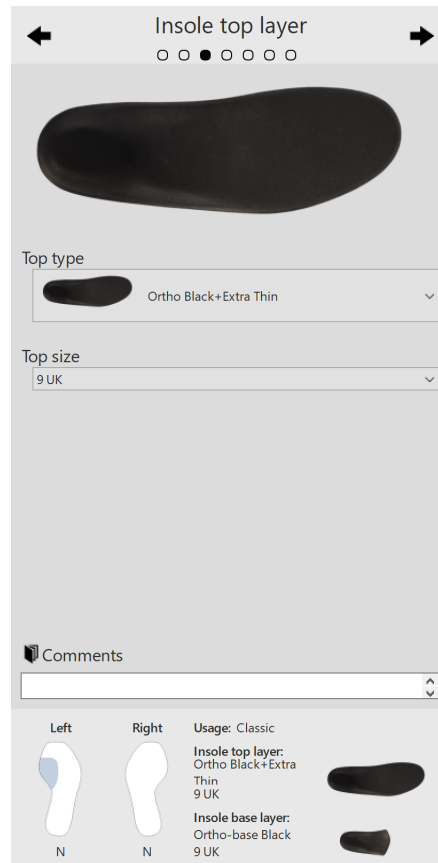 Insole top layer
Top type
Ortho Black+Extra Thin
Top size
9 UK
Comments
Left
Right
N
N
Usage: Classic
Insole top layer:
Ortho Black+Extra
Thin
9 UK
Insole base layer:
Ortho-base Black
9 UK